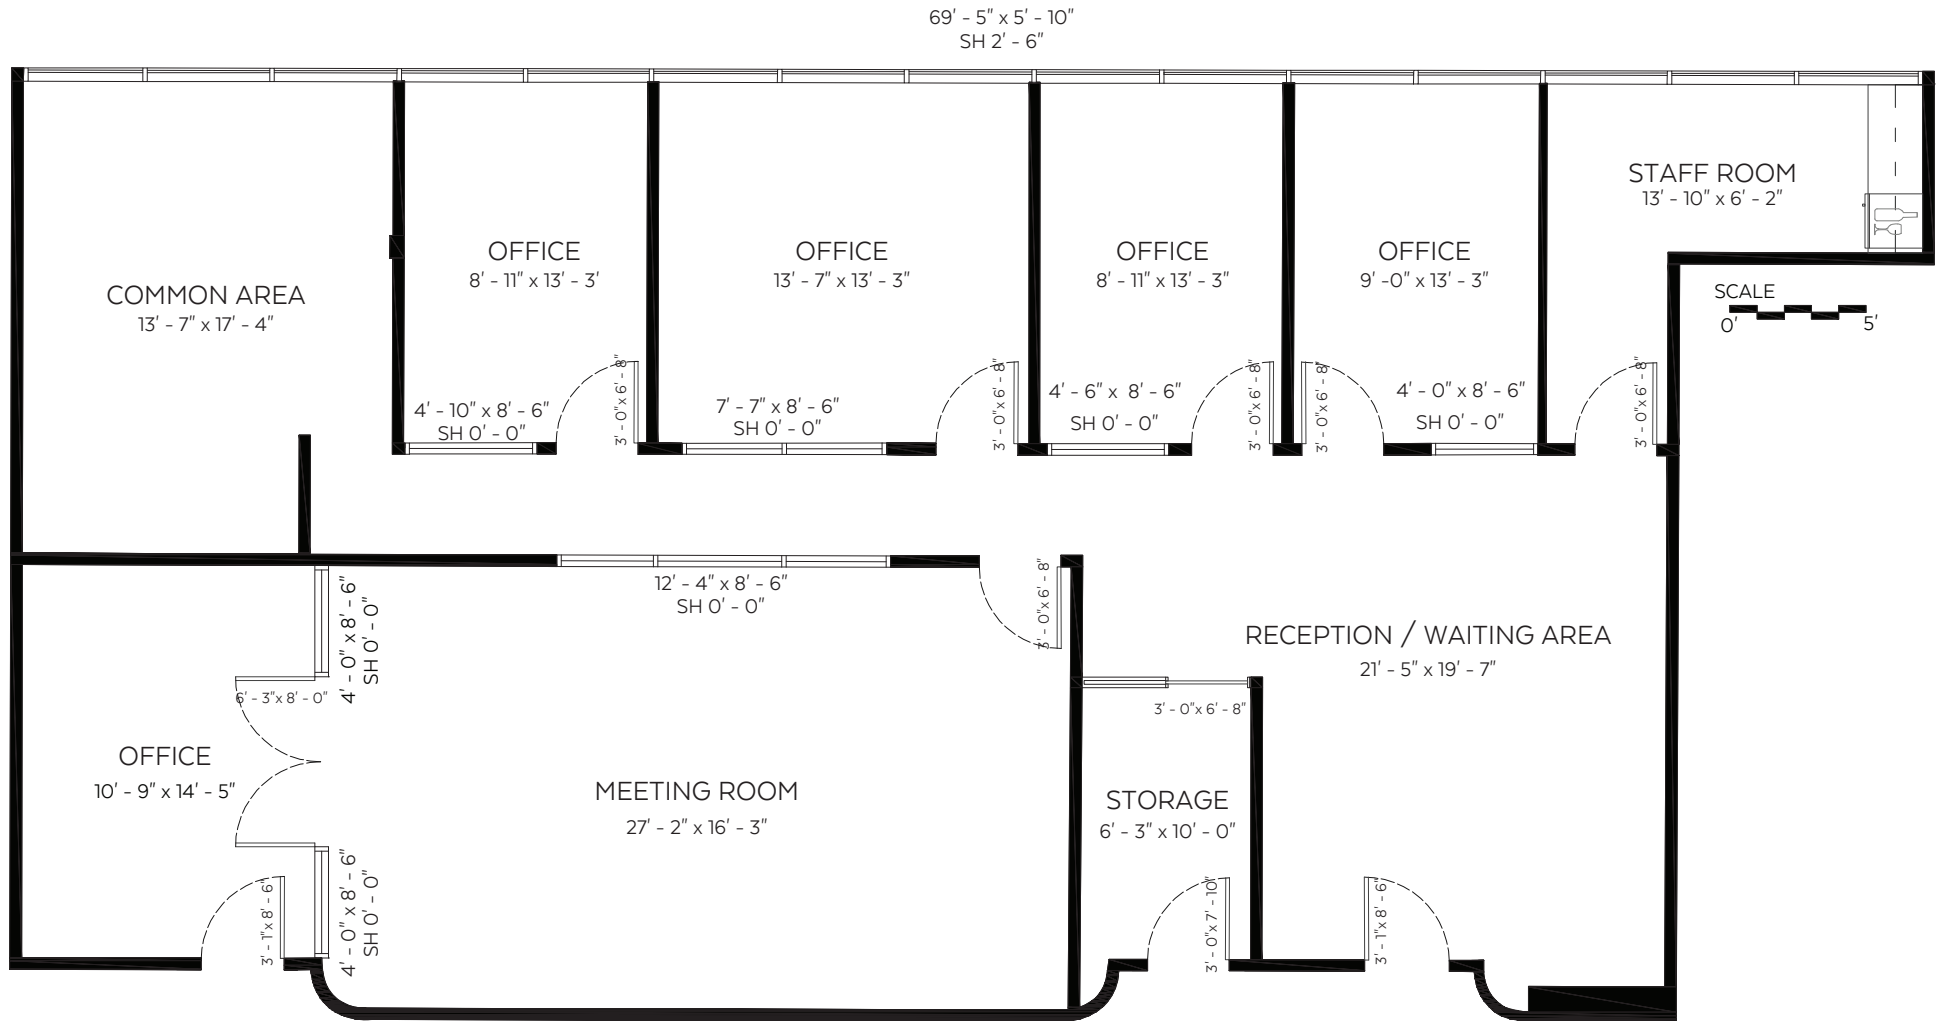 69' - 5" x 5' - 10"
SH 2' - 6"
STAFF ROOM
13' - 10" x 6' - 2"
OFFICE
8' - 11" x 13' - 3'
OFFICE
13' - 7" x 13' - 3"
OFFICE
8' - 11" x 13' - 3"
OFFICE
9' -0" x 13' - 3"
COMMON AREA
13' - 7" x 17' - 4"
SCALE
0'
5'
4' - 10" x 8' - 6"
SH 0' - 0"
3' - 0"x 6' - 8"
7' - 7" x 8' - 6"
SH 0' - 0"
3' - 0"x 6' - 8"
4' - 6" x 8' - 6"
SH 0' - 0"
3' - 0"x 6' - 8"
3' - 0"x 6' - 8"
4' - 0" x 8' - 6"
SH 0' - 0"
3' - 0"x 6' - 8"
12' - 4" x 8' - 6"
SH 0' - 0"
3' - 0"x 6' - 8"
4' - 0" x 8' - 6"
SH 0' - 0"
6' - 3"x 8' - 0"
RECEPTION / WAITING AREA
21' - 5" x 19' - 7"
3' - 0"x 6' - 8"
OFFICE
10' - 9" x 14' - 5"
MEETING ROOM
27' - 2" x 16' - 3"
STORAGE
6' - 3" x 10' - 0"
3' - 1"x 8' - 6"
4' - 0" x 8' - 6"
SH 0' - 0"
3' - 0"x 7' - 10"
3' - 1"x 8' - 6"